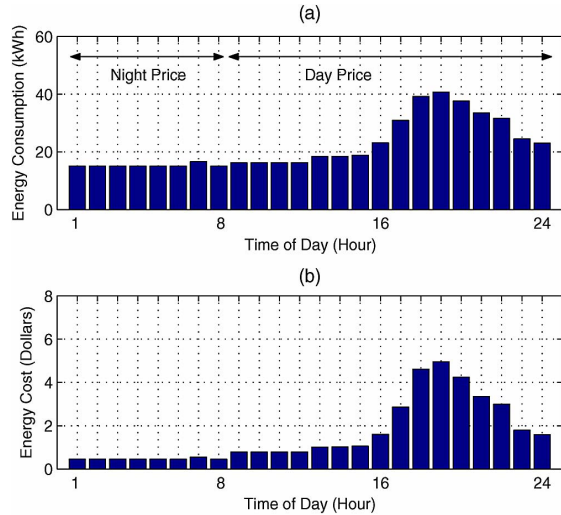 (a)
60
40
20
0
Energy Consumption (kWh)
Night Price
Day Price
1
8
16
24
Time of Day (Hour)
(b)
8
6
4
2
0
Energy Cost (Dollars)
1
8
16
24
Time of Day (Hour)